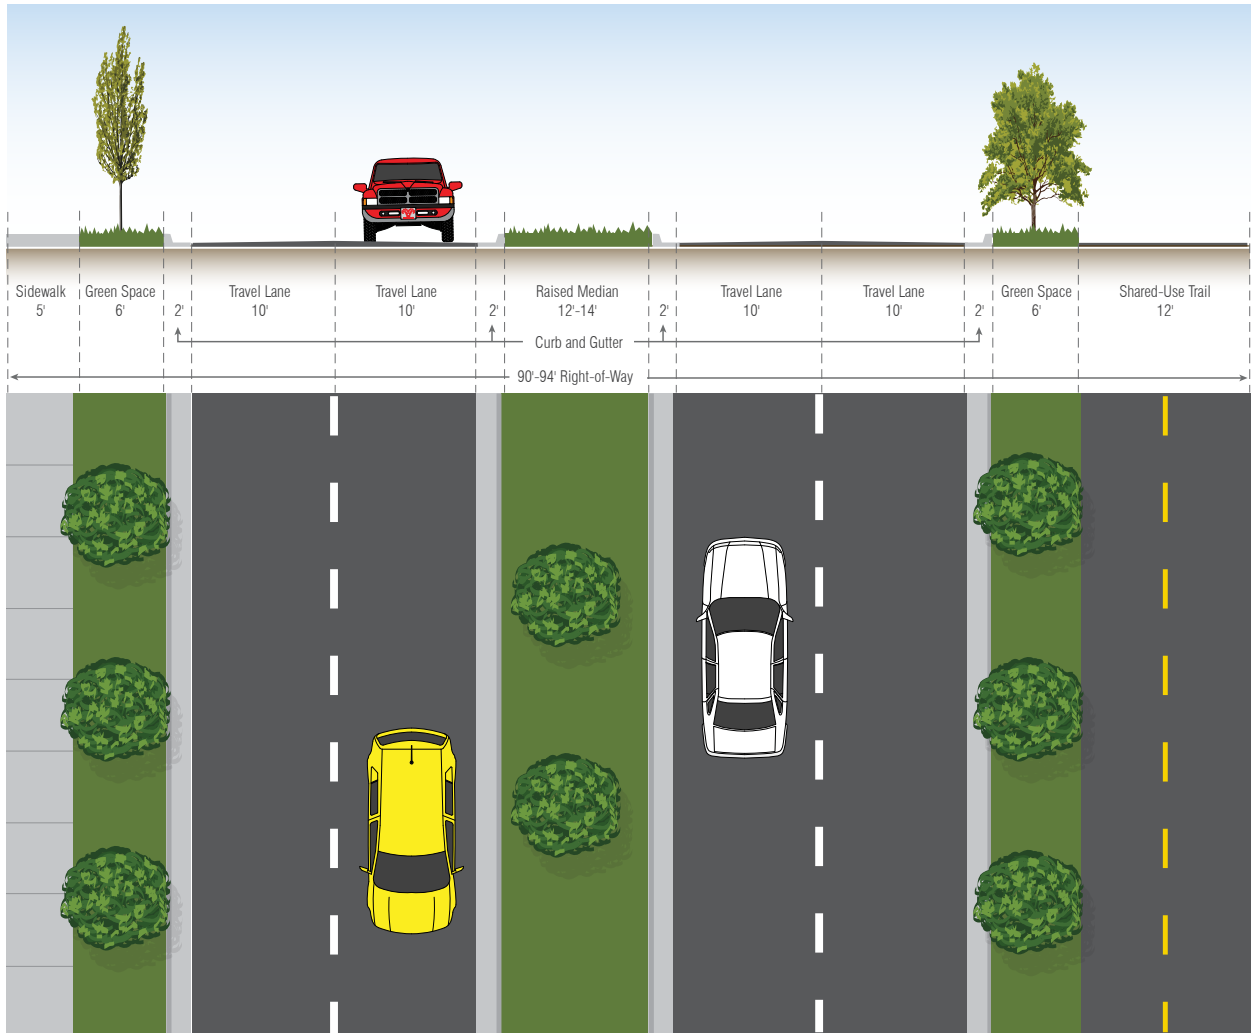 Sidewalk
5'
Green Space
6'
2'
Travel Lane
10'
Travel Lane
10'
2'
Raised Median
12'-14'
2'
Travel Lane
10'
Travel Lane
10'
2'
Green Space
6'
Shared-Use Trail
12'
Curb and Gutter
90'-94' Right-of-Way